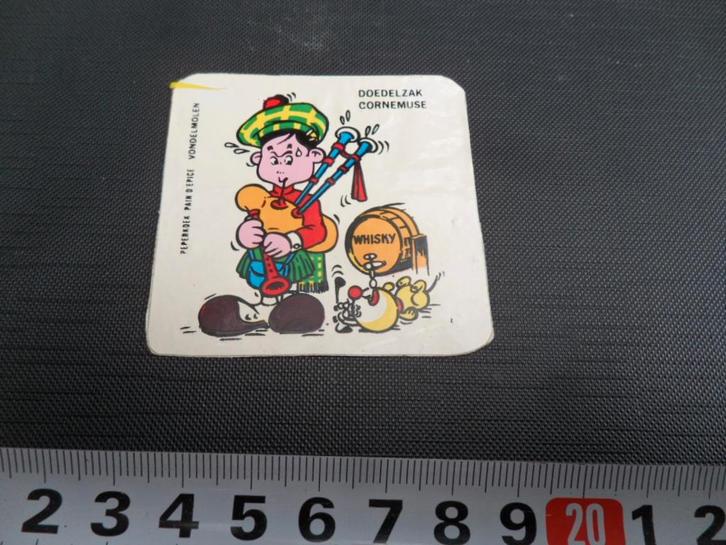 DOEDELZAK
CORNEMUSE
PEPERKOEK PAIN D'EPICE VONDELMOLEN
WHISKY
2 3 4 5 6 7 8 9 20 1 2